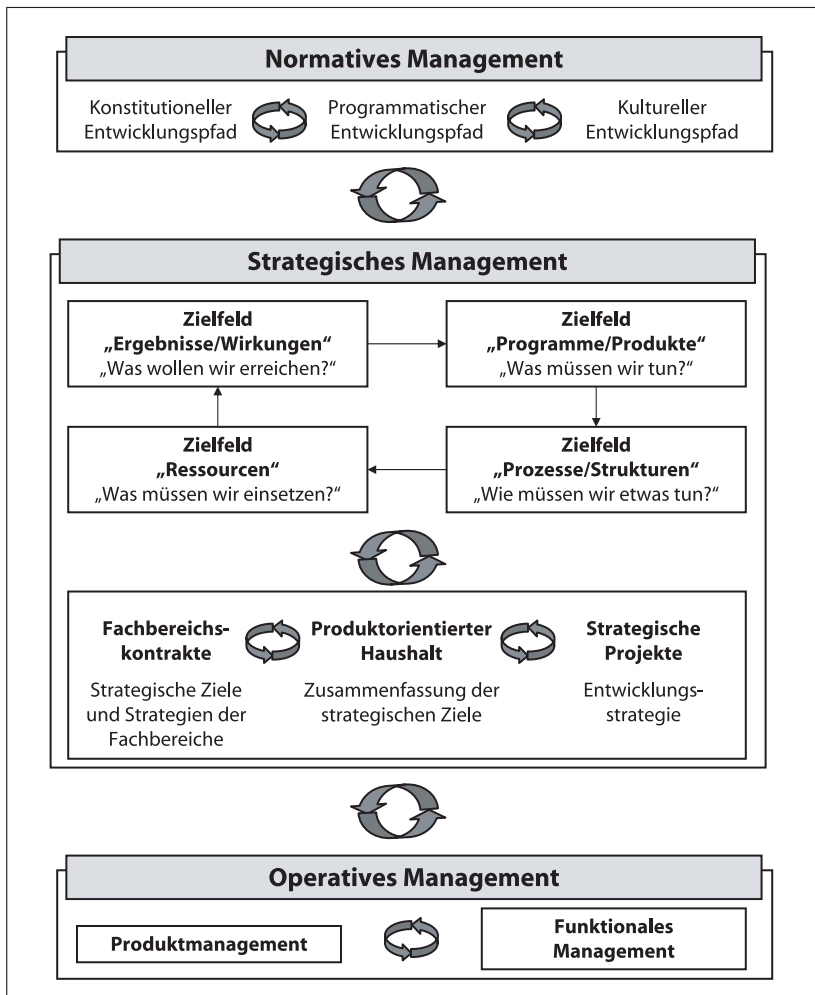 Normatives Management
Konstitutioneller
Entwicklungspfad
Programmatischer
Entwicklungspfad
Kultureller
Entwicklungspfad
Strategisches Management
Zielfeld
„Ergebnisse/Wirkungen“
„Was wollen wir erreichen?“
Zielfeld
„Programme/Produkte“
„Was müssen wir tun?“
Zielfeld
„Ressourcen“
„Was müssen wir einsetzen?“
Zielfeld
„Prozesse/Strukturen“
„Wie müssen wir etwas tun?“
Fachbereichs-
kontrakte
Strategische Ziele
und Strategien der
Fachbereiche
Produktorientierter
Haushalt
Zusammenfassung der
strategischen Ziele
Strategische
Projekte
Entwicklungs-
strategie
Operatives Management
Produktmanagement
Funktionales
Management